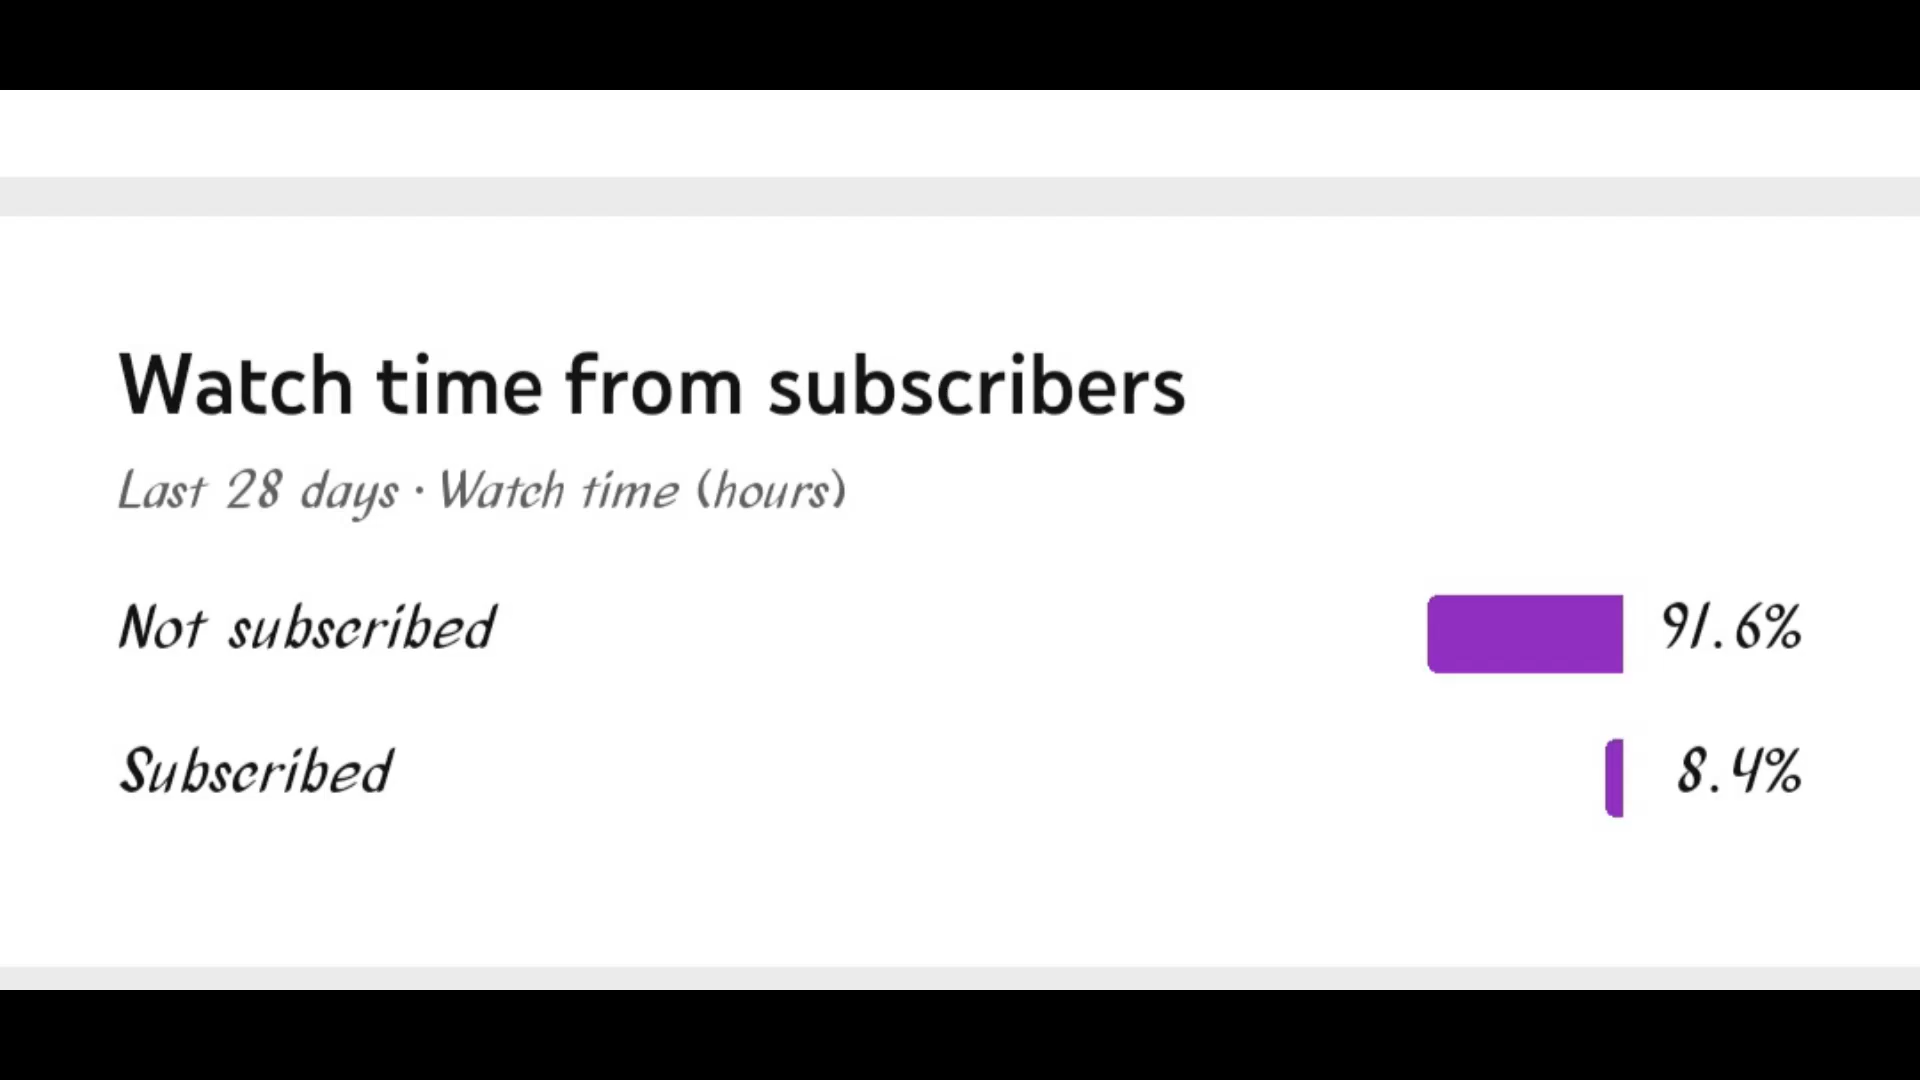 Watch time from subscribers
Last 28 days · Watch time (hours)
Not subscribed 91.6%
Subscribed 8.4%